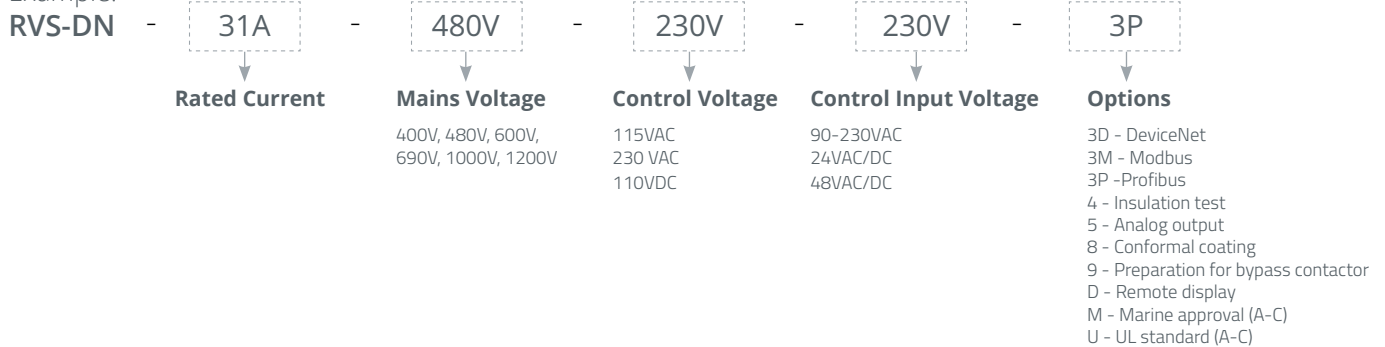 Example:
RVS-DN - 31A - 480V - 230V - 230V - 3P
Rated Current Mains Voltage Control Voltage Control Input Voltage Options
400V, 480V, 600V, 115VAC 90-230VAC 3D - DeviceNet
690V, 1000V, 1200V 230 VAC 24VAC/DC 3M - Modbus
110VDC 48VAC/DC 3P -Profibus
4 - Insulation test
5 - Analog output
8 - Conformal coating
9 - Preparation for bypass contactor
D - Remote display
M - Marine approval (A-C)
U - UL standard (A-C)